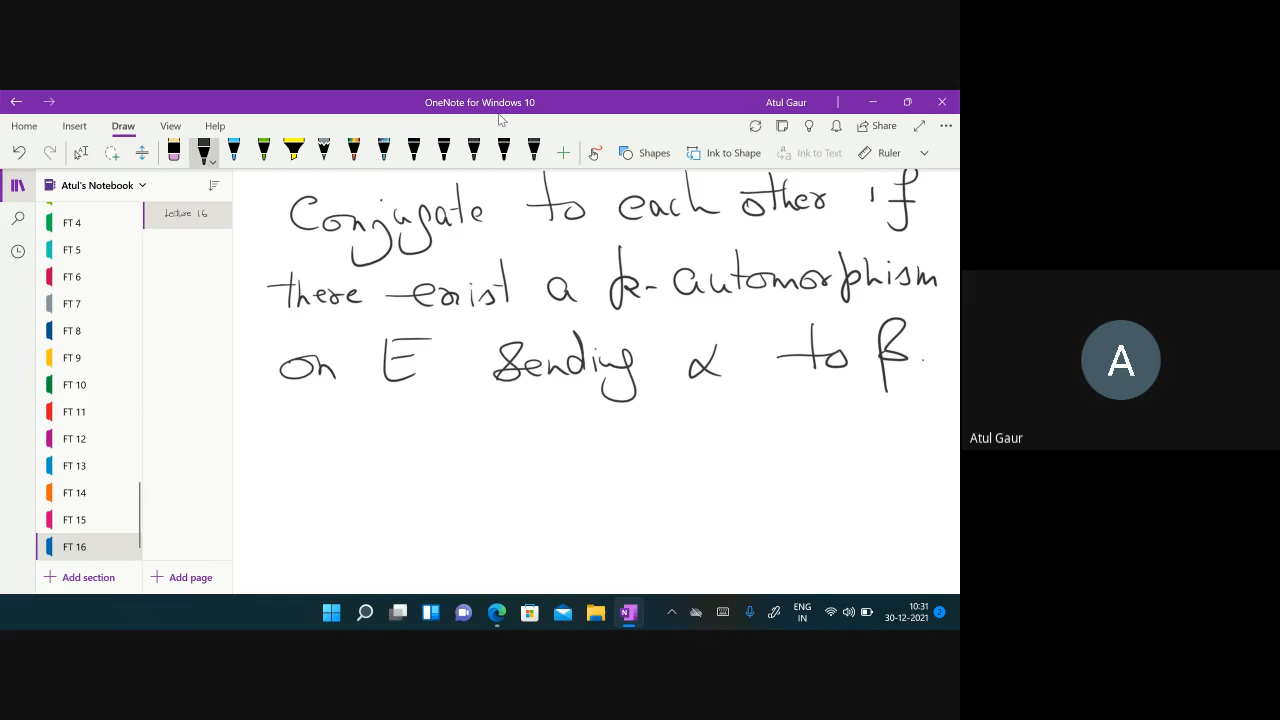 OneNote for Windows 10
Atul Gaur
Home Insert Draw View Help
Share
Shapes Ink to Shape Ink to Text Ruler
Atul's Notebook
Lecture 16
FT 4
FT 5
FT 6
FT 7
FT 8
FT 9
FT 10
FT 11
FT 12
FT 13
FT 14
FT 15
FT 16
Add section Add page
Conjugate to each other if
there exist a k-automorphism
on E sending α to β.
A
Atul Gaur
ENG
IN
10:31
30-12-2021
2